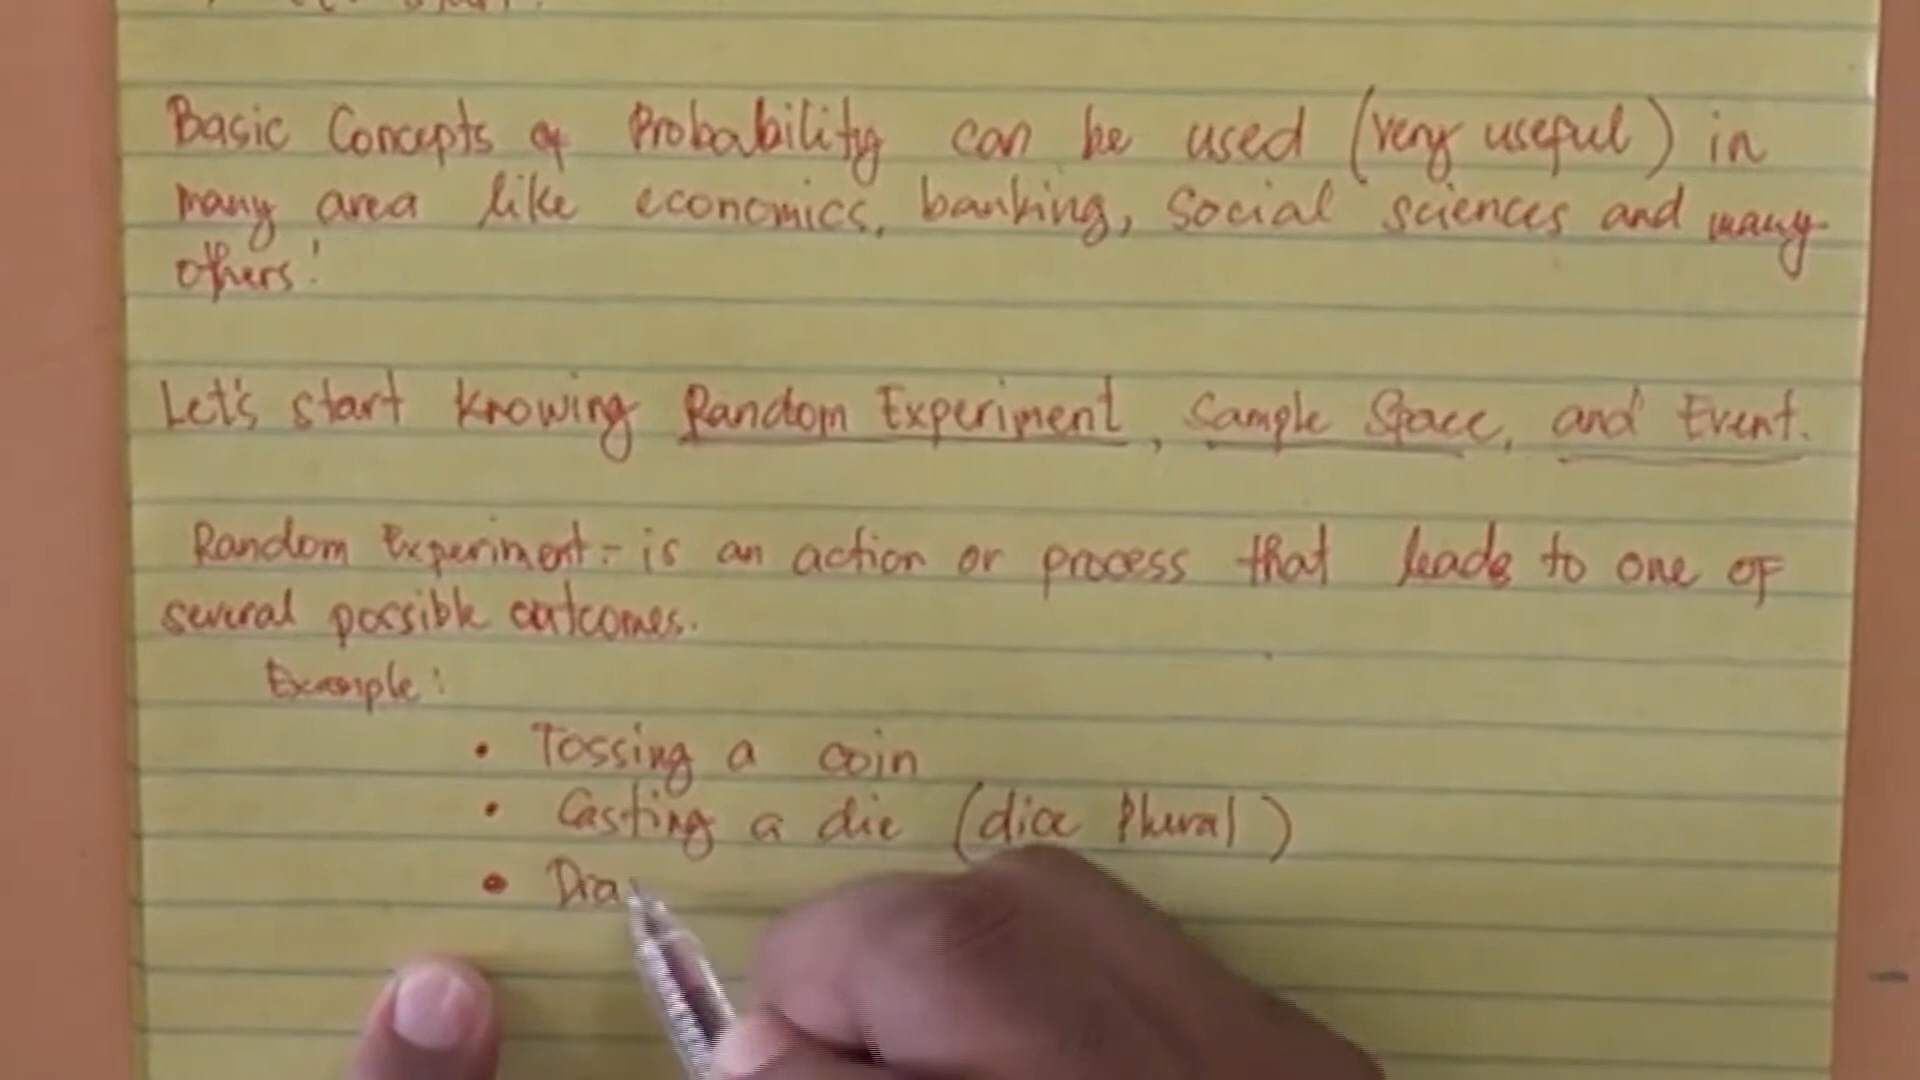 Basic Concepts of Probability can be used (very useful) in
many area like economics, banking, social sciences and many
others!
Let's start knowing Random Experiment, Sample Space, and Event.
Random Experiment - is an action or process that leads to one of
several possible outcomes.
Example:
• Tossing a coin
• Casting a die (dice plural)
• Dra